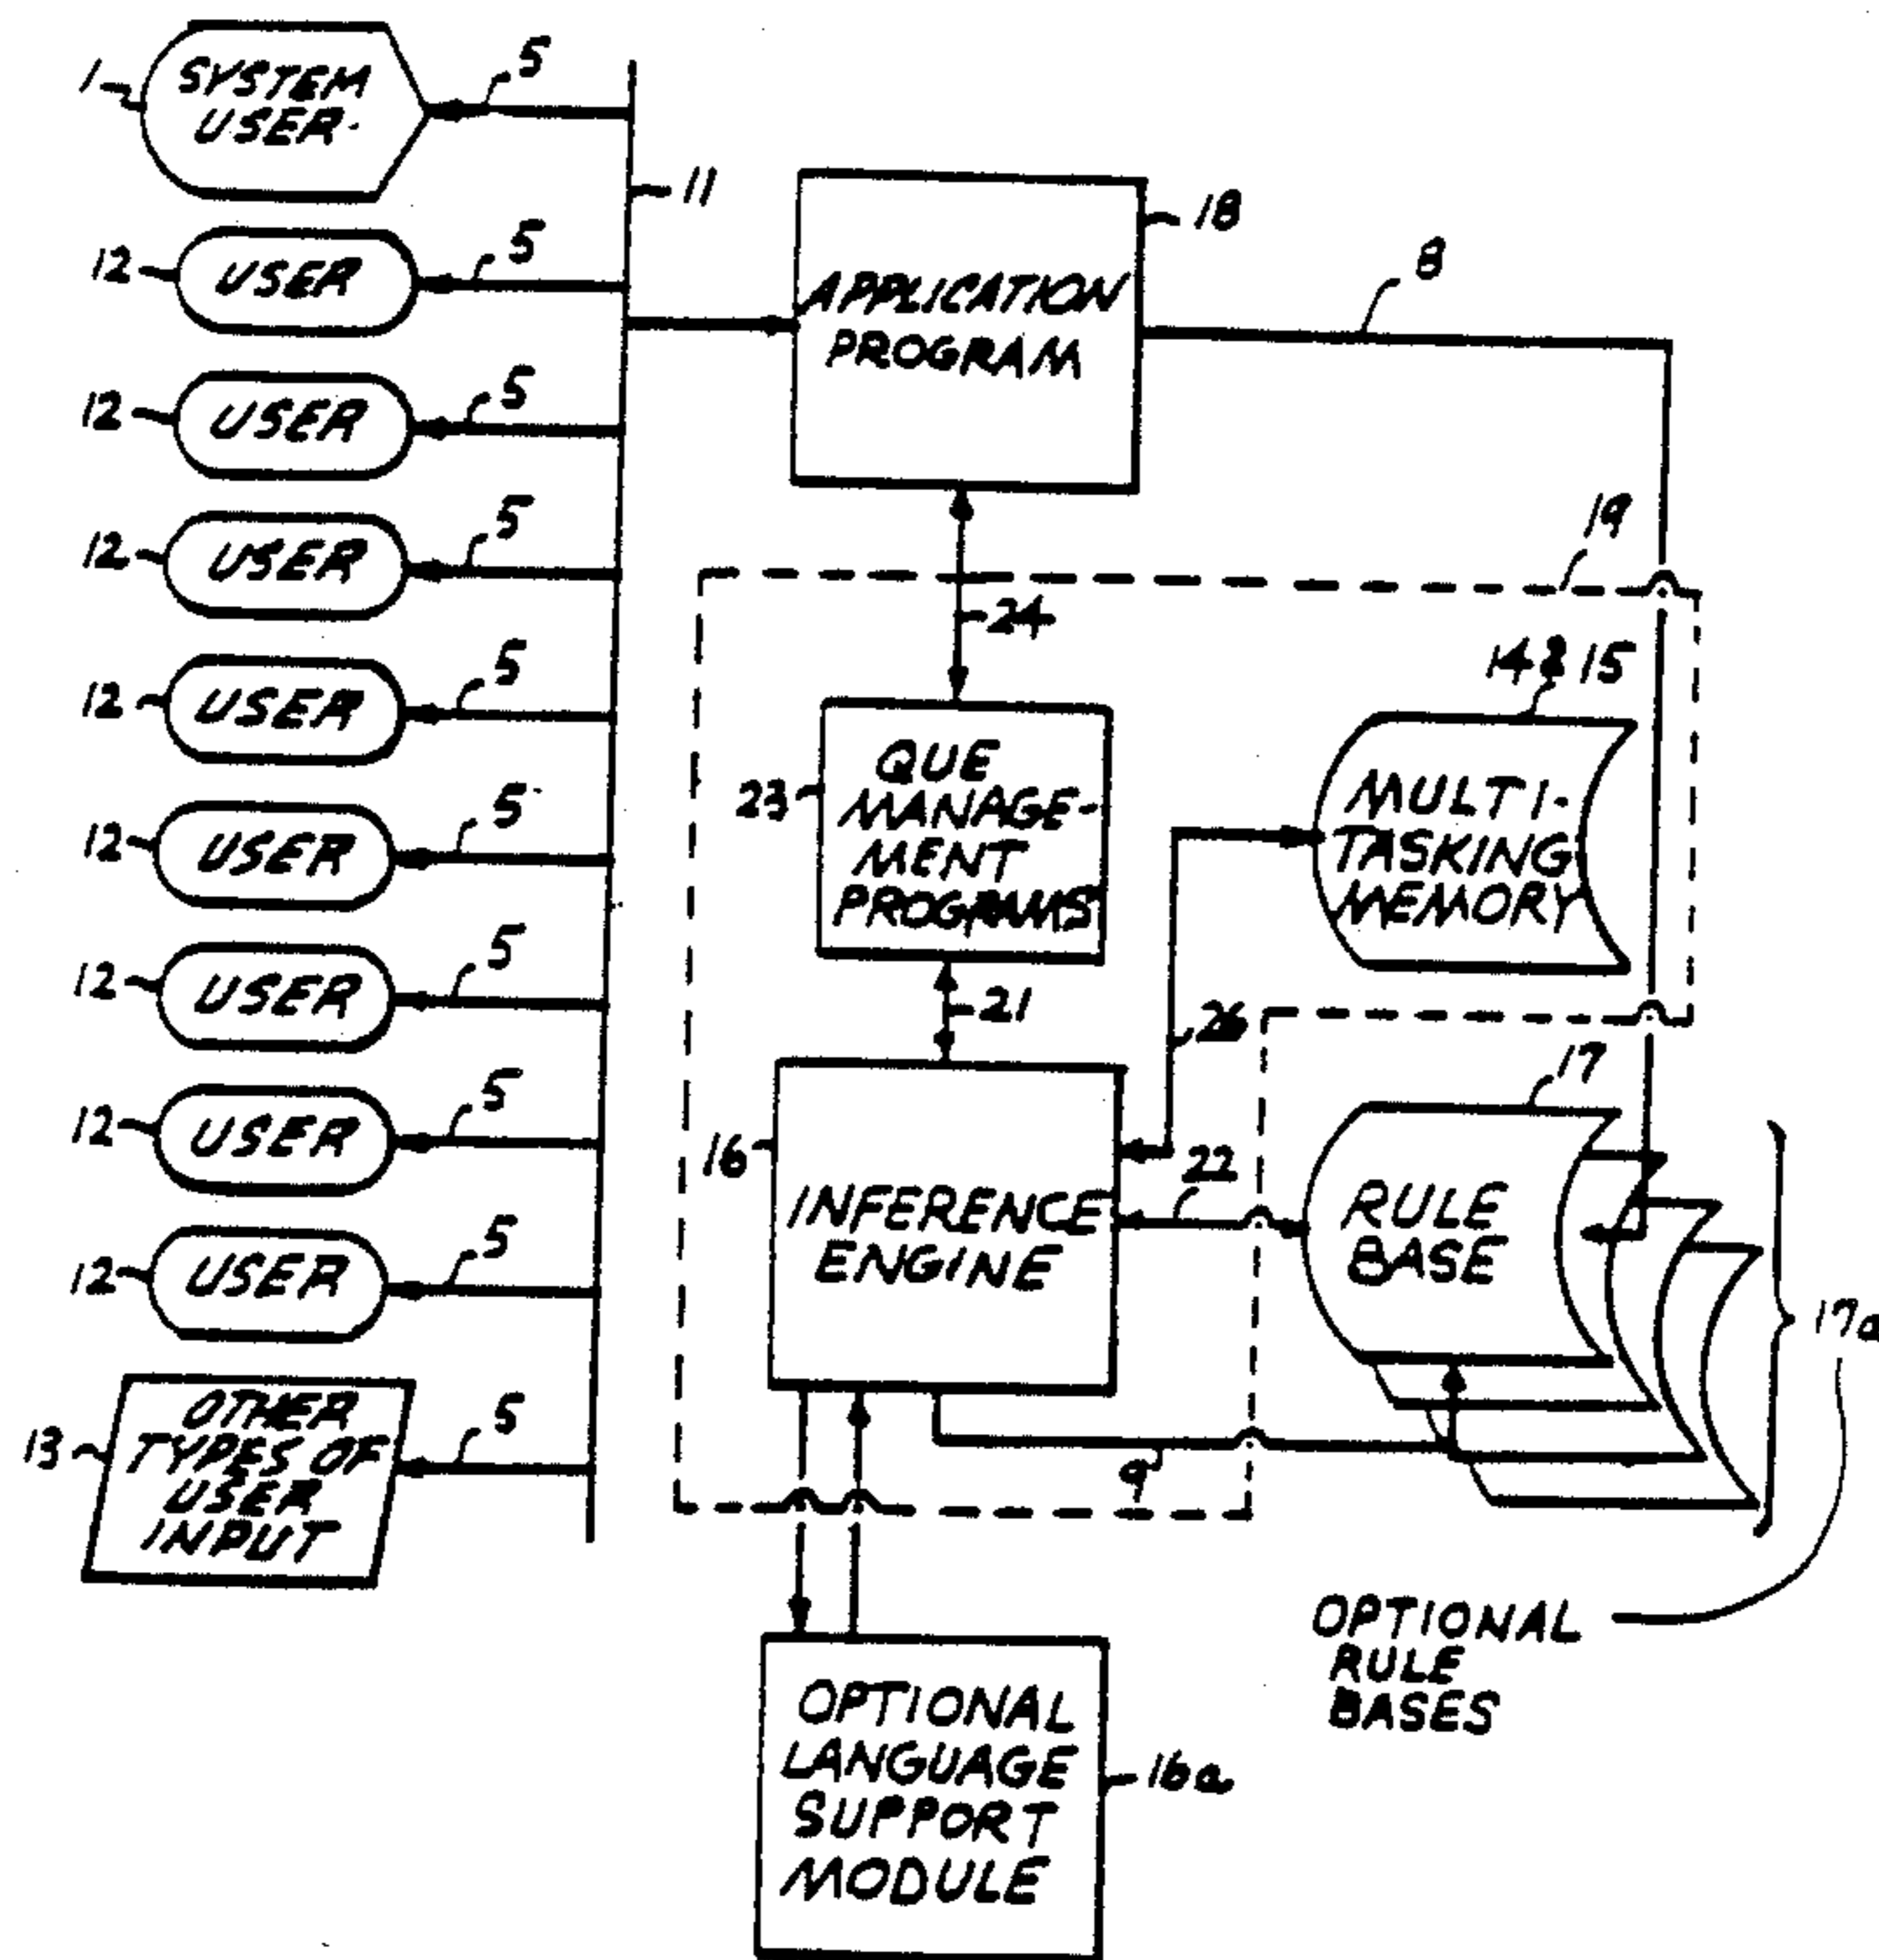 1
SYSTEM
USER
5
11
12
USER
5
12
USER
5
12
USER
5
12
USER
5
12
USER
5
12
USER
5
12
USER
5
12
USER
5
13
OTHER
TYPES OF
USER
INPUT
5
APPLICATION
PROGRAM
18
8
19
24
23
QUE
MANAGE-
MENT
PROGRAMS
14 & 15
MULTI-
TASKING
MEMORY
21
26
16
INFERENCE
ENGINE
22
17
RULE
BASE
17a
9
OPTIONAL
RULE
BASES
OPTIONAL
LANGUAGE
SUPPORT
MODULE
16a